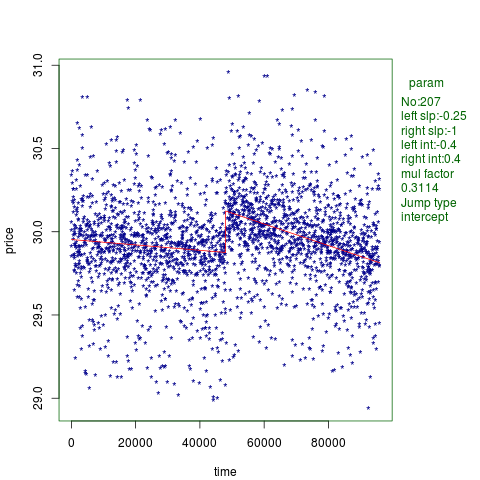 param
No:207
left slp:-0.25
right slp:-1
left int:-0.4
right int:0.4
mul factor
0.3114
Jump type
intercept
31.0
30.5
30.0
29.5
29.0
price
0 20000 40000 60000 80000
time